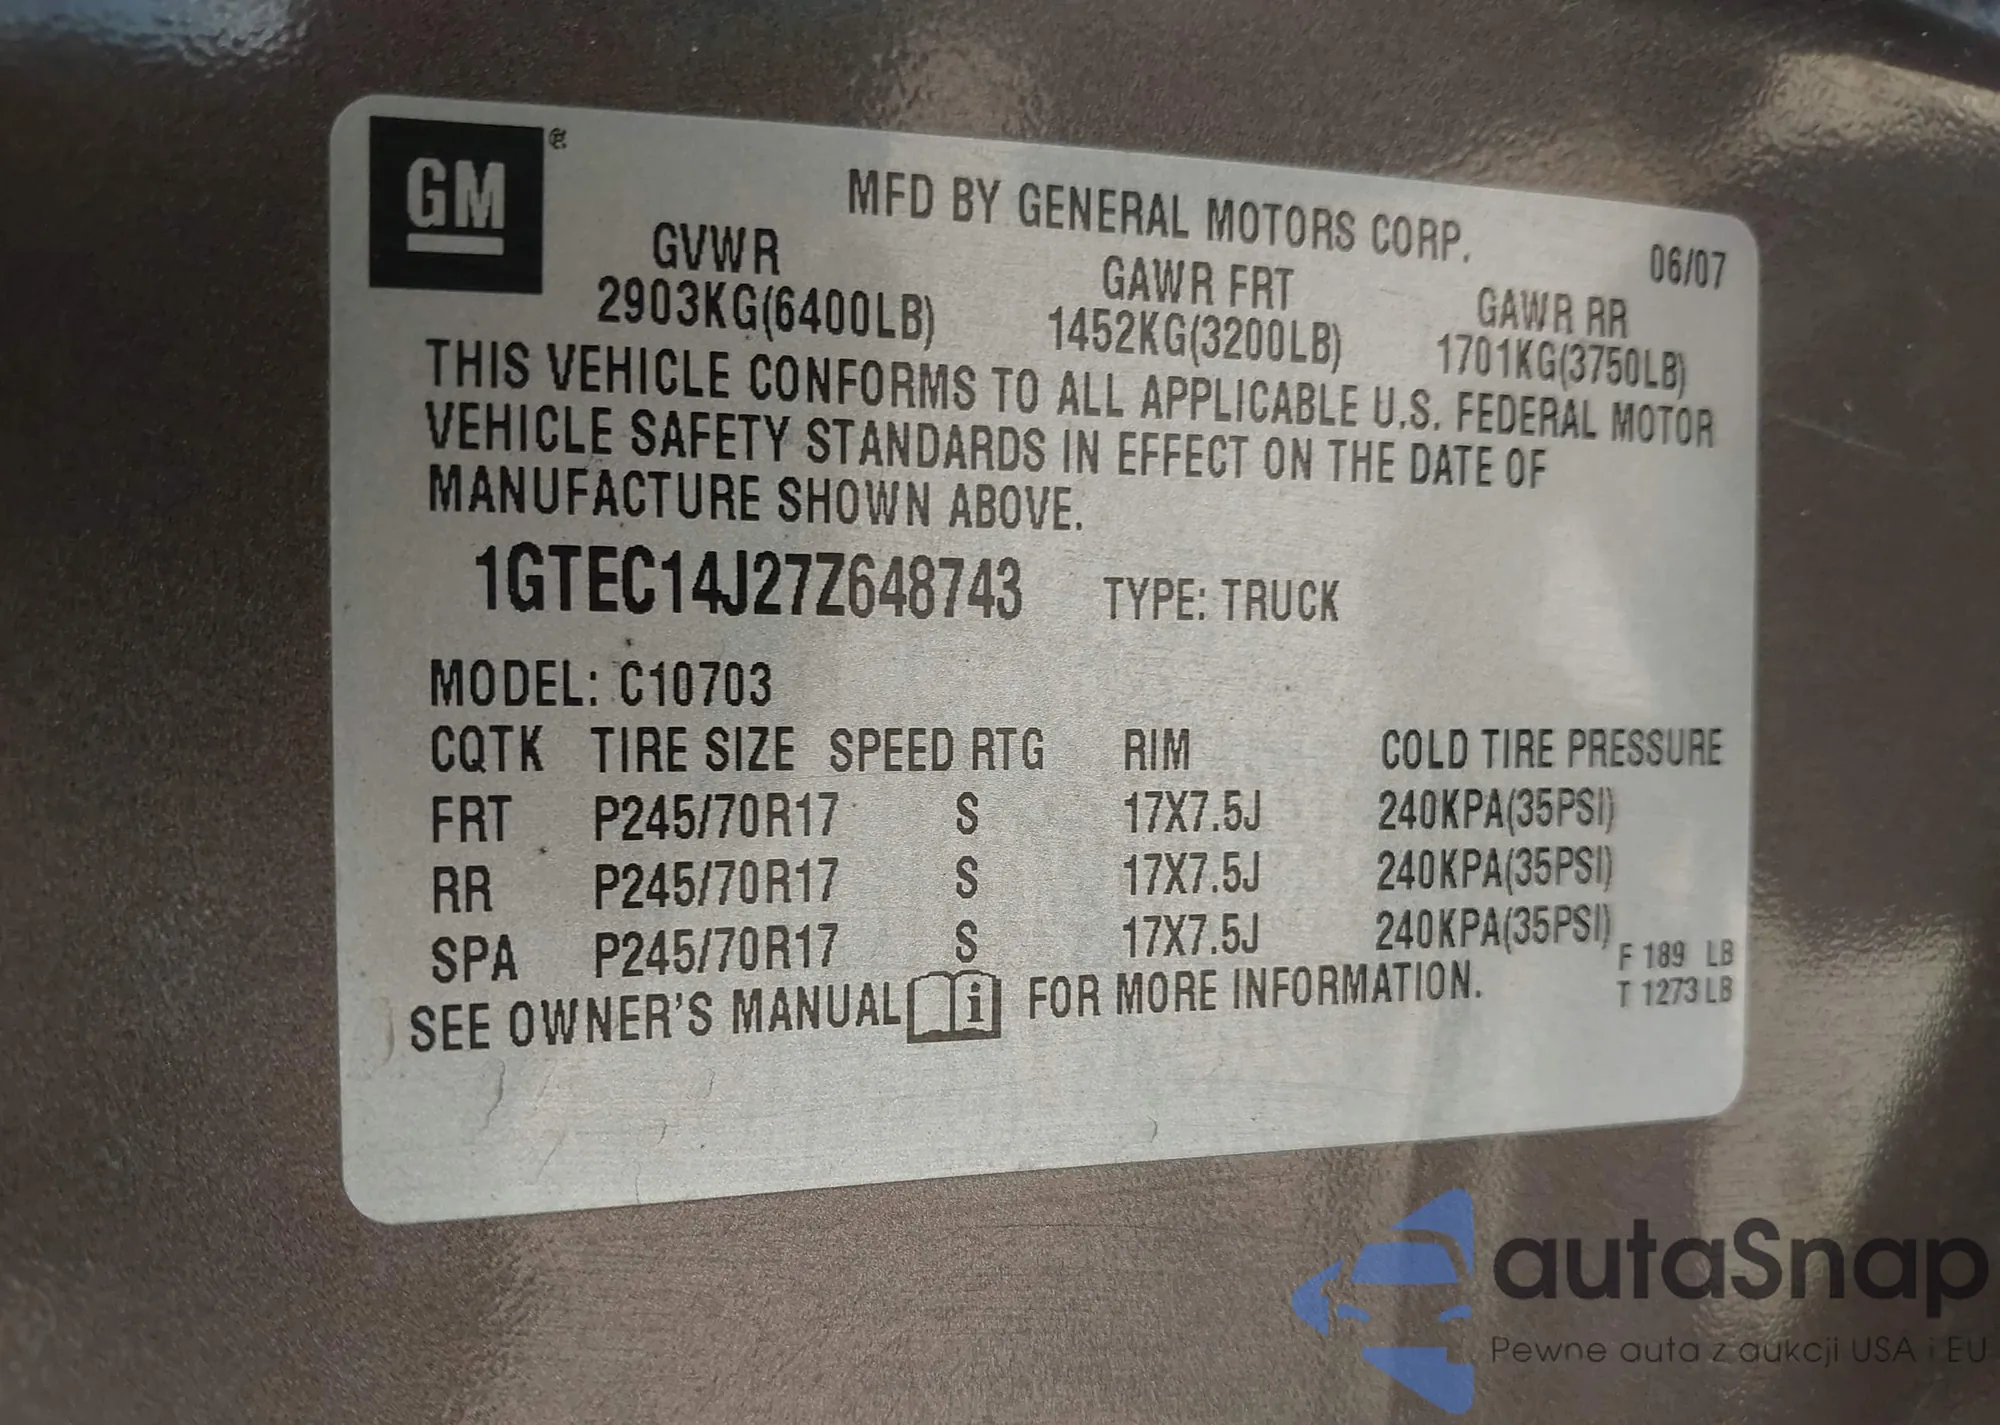 GM®
MFD BY GENERAL MOTORS CORP.
06/07
GVWR GAWR FRT GAWR RR
2903KG(6400LB) 1452KG(3200LB) 1701KG(3750LB)
THIS VEHICLE CONFORMS TO ALL APPLICABLE U.S. FEDERAL MOTOR
VEHICLE SAFETY STANDARDS IN EFFECT ON THE DATE OF
MANUFACTURE SHOWN ABOVE.
1GTEC14J27Z648743 TYPE: TRUCK
MODEL: C10703
CQTK TIRE SIZE SPEED RTG RIM COLD TIRE PRESSURE
FRT P245/70R17 S 17X7.5J 240KPA(35PSI)
RR P245/70R17 S 17X7.5J 240KPA(35PSI)
SPA P245/70R17 S 17X7.5J 240KPA(35PSI)
F 189 LB
T 1273 LB
SEE OWNER'S MANUAL i FOR MORE INFORMATION.
autaSnap
Pewne auta z aukcji USA i EU